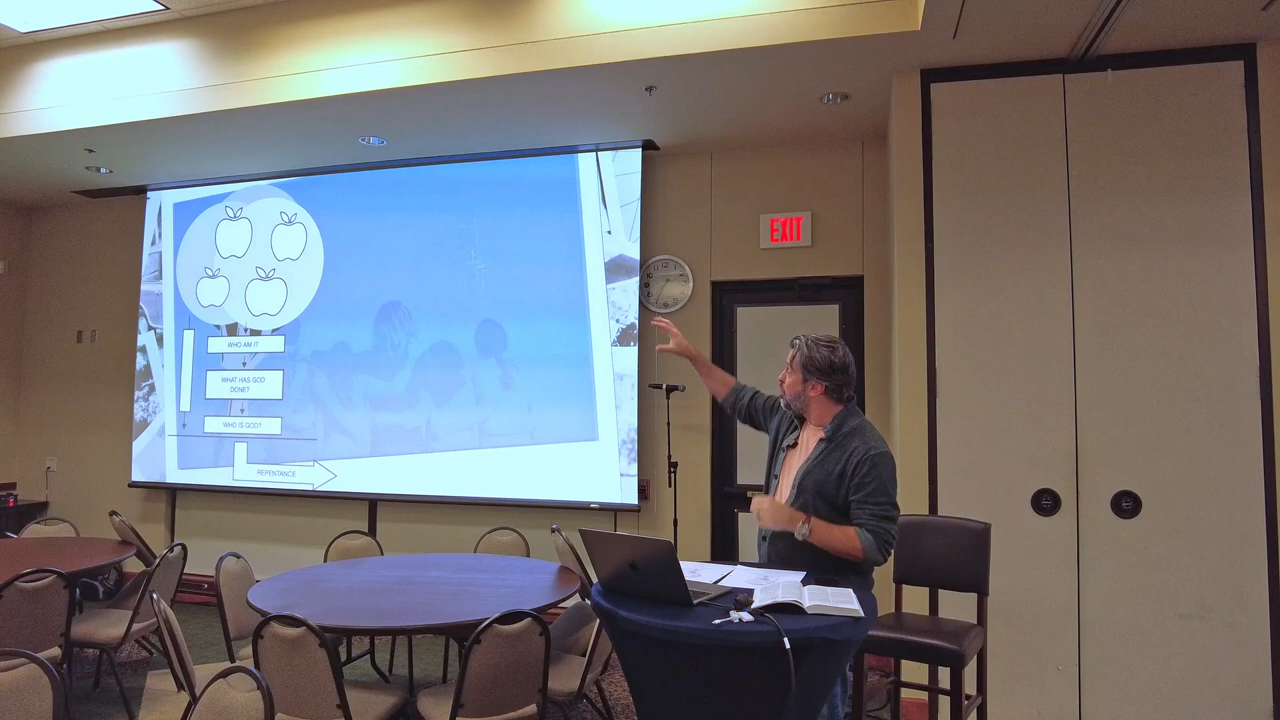 WHO AM I?
WHAT HAS GOD
DONE?
WHO IS GOD?
REPENTANCE
EXIT